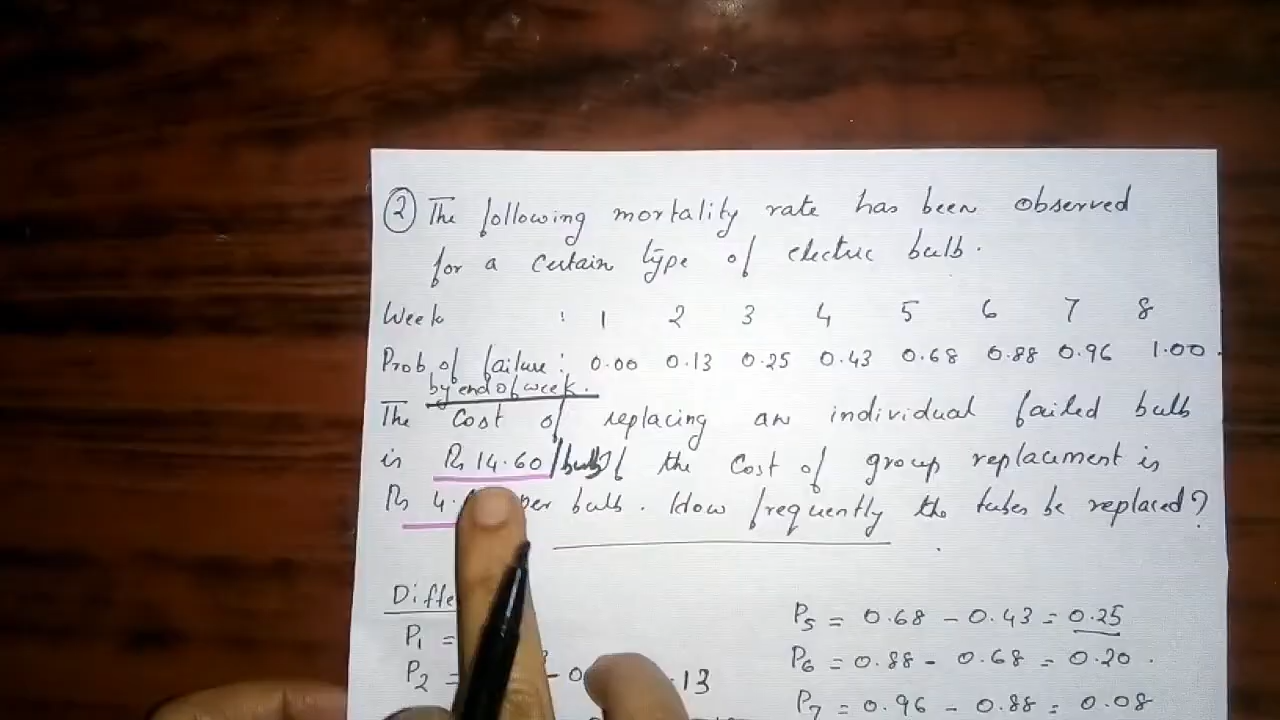 ② The following mortality rate has been observed
for a certain type of electric bulb.
Week : 1 2 3 4 5 6 7 8
Prob. of failure : 0.00 0.13 0.25 0.43 0.68 0.88 0.96 1.00.
by end of week.
The cost of replacing an individual failed bulb
is Rs 14.60/bulb If the cost of group replacement is
Rs 4. per bulb. How frequently the tubes be replaced?
P5 = 0.68 - 0.43 = 0.25
P1 =
P6 = 0.88 - 0.68 = 0.20.
P2 = - 0 .13
P7 = 0.96 - 0.88 = 0.08